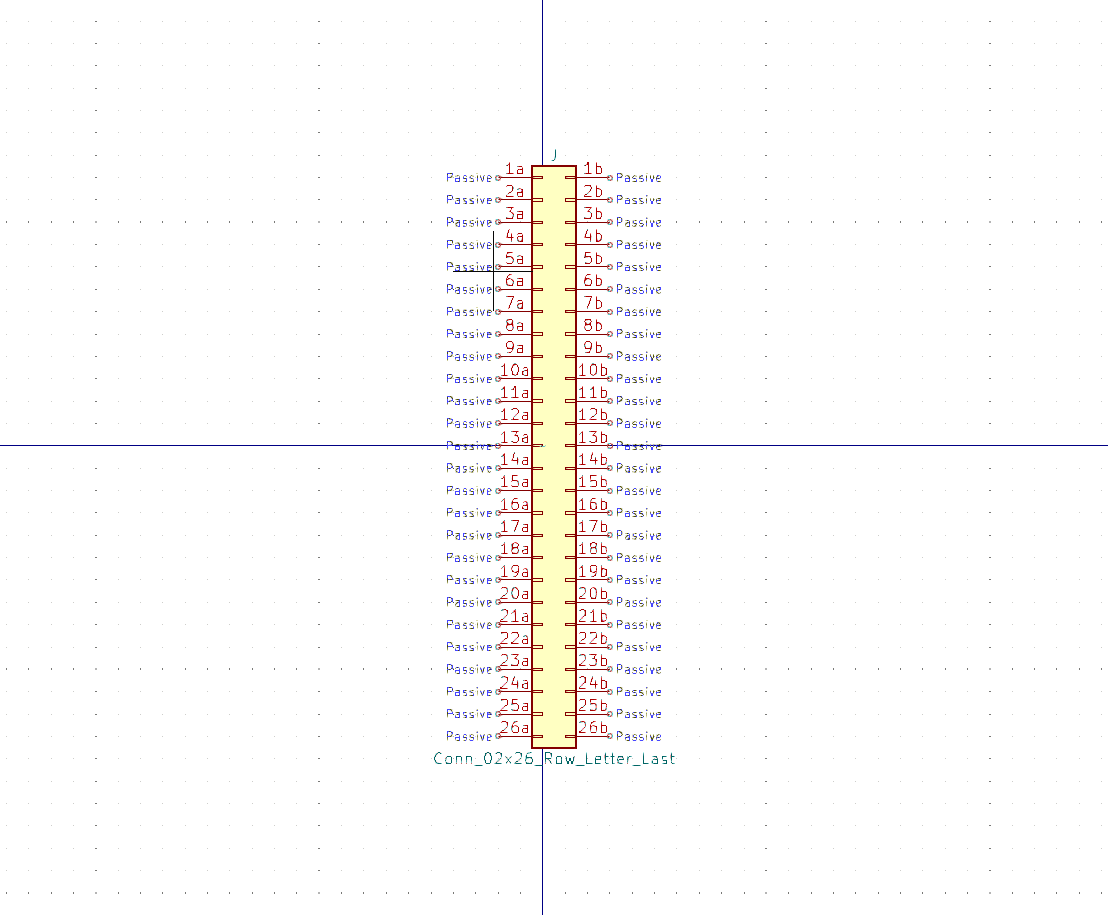 J
Passive 1a 1b Passive
Passive 2a 2b Passive
Passive 3a 3b Passive
Passive 4a 4b Passive
Passive 5a 5b Passive
Passive 6a 6b Passive
Passive 7a 7b Passive
Passive 8a 8b Passive
Passive 9a 9b Passive
Passive 10a 10b Passive
Passive 11a 11b Passive
Passive 12a 12b Passive
Passive 13a 13b Passive
Passive 14a 14b Passive
Passive 15a 15b Passive
Passive 16a 16b Passive
Passive 17a 17b Passive
Passive 18a 18b Passive
Passive 19a 19b Passive
Passive 20a 20b Passive
Passive 21a 21b Passive
Passive 22a 22b Passive
Passive 23a 23b Passive
Passive 24a 24b Passive
Passive 25a 25b Passive
Passive 26a 26b Passive
Conn_02x26_Row_Letter_Last